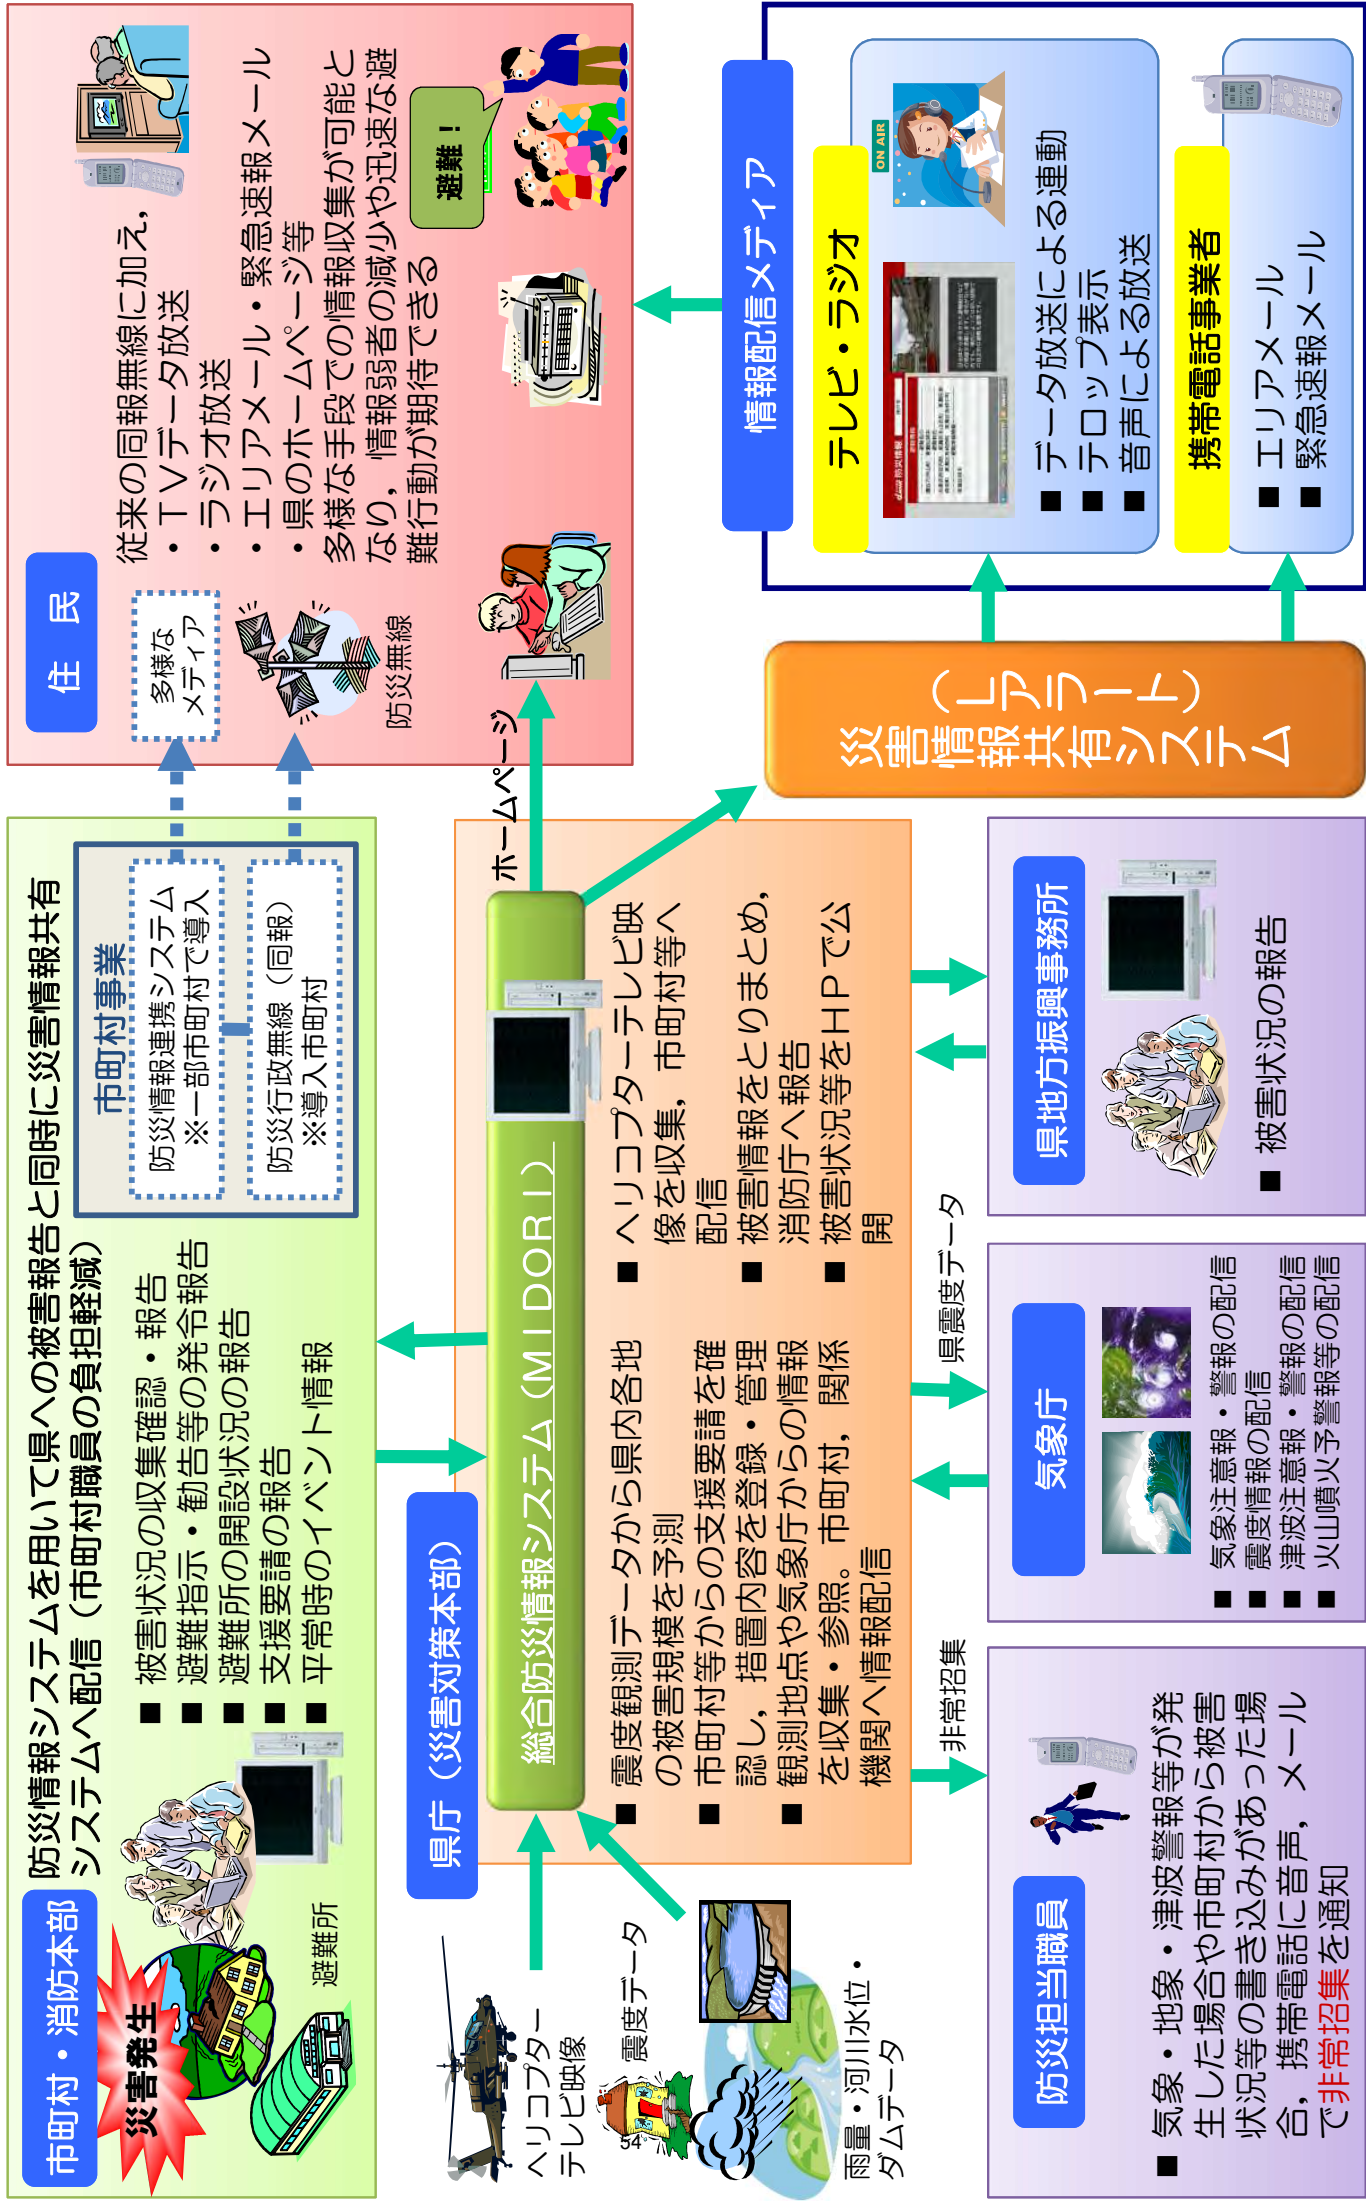 市町村・消防本部
防災情報システムを用いて県への被害報告と同時に災害情報共有
システムへ配信（市町村職員の負担軽減）
災害発生
避難所
■ 被害状況の収集確認・報告
■ 避難指示・勧告等の発令報告
■ 避難所の開設状況の報告
■ 支援要請の報告
■ 平常時のイベント情報
市町村事業
防災情報連携システム
※一部市町村で導入
防災行政無線（同報）
※導入市町村
住　民
多様な
メディア
防災無線
従来の同報無線に加え，
・ＴＶデータ放送
・ラジオ放送
・エリアメール・緊急速報メール
・県のホームページ等
多様な手段での情報収集が可能と
なり，情報弱者の減少や迅速な避
難行動が期待できる
避難！
ホームページ
県庁（災害対策本部）
総合防災情報システム（ＭＩＤＯＲＩ）
■ 震度観測データから県内各地
の被害規模を予測
■ 市町村等からの支援要請を確
認し，措置内容を登録・管理
■ 観測地点や気象庁からの情報
を収集・参照。市町村，関係
機関へ情報配信
■ ヘリコプターテレビ映
像を収集，市町村等へ
配信
■ 被害情報をとりまとめ，
消防庁へ報告
■ 被害状況等をＨＰで公
開
ヘリコプター
テレビ映像
震度データ
54
雨量・河川水位・
ダムデータ
非常招集
県震度データ
防災担当職員
■ 気象・地象・津波警報等が発
生した場合や市町村から被害
状況等の書き込みがあった場
合，携帯電話に音声，メール
で非常招集を通知
気象庁
■ 気象注意報・警報の配信
■ 震度情報の配信
■ 津波注意報・警報の配信
■ 火山噴火予警報等の配信
県地方振興事務所
■ 被害状況の報告
（Ｌアラート）
災害情報共有システム
情報配信メディア
テレビ・ラジオ
防災情報
ON AIR
■ データ放送による連動
■ テロップ表示
■ 音声による放送
携帯電話事業者
■ エリアメール
■ 緊急速報メール